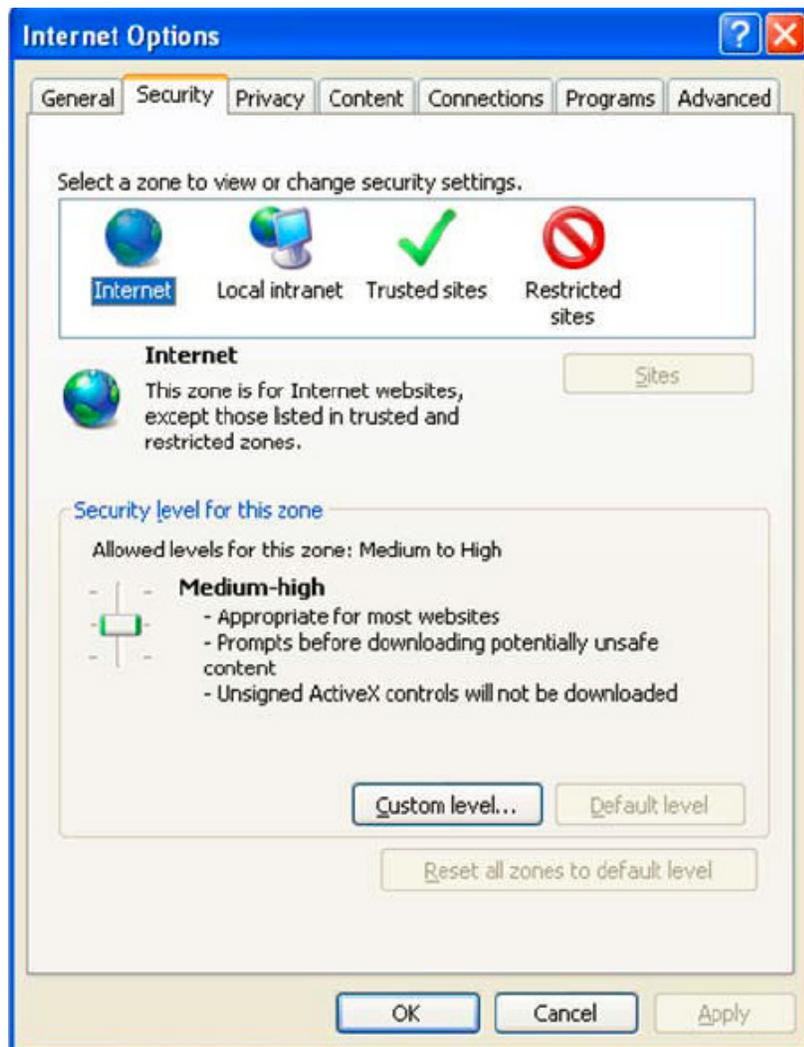 Internet Options
General Security Privacy Content Connections Programs Advanced
Select a zone to view or change security settings.
Internet Local intranet Trusted sites Restricted
sites
Internet
Sites
This zone is for Internet websites,
except those listed in trusted and
restricted zones.
Security level for this zone
Allowed levels for this zone: Medium to High
Medium-high
- Appropriate for most websites
- Prompts before downloading potentially unsafe
content
- Unsigned ActiveX controls will not be downloaded
Custom level... Default level
Reset all zones to default level
OK Cancel Apply